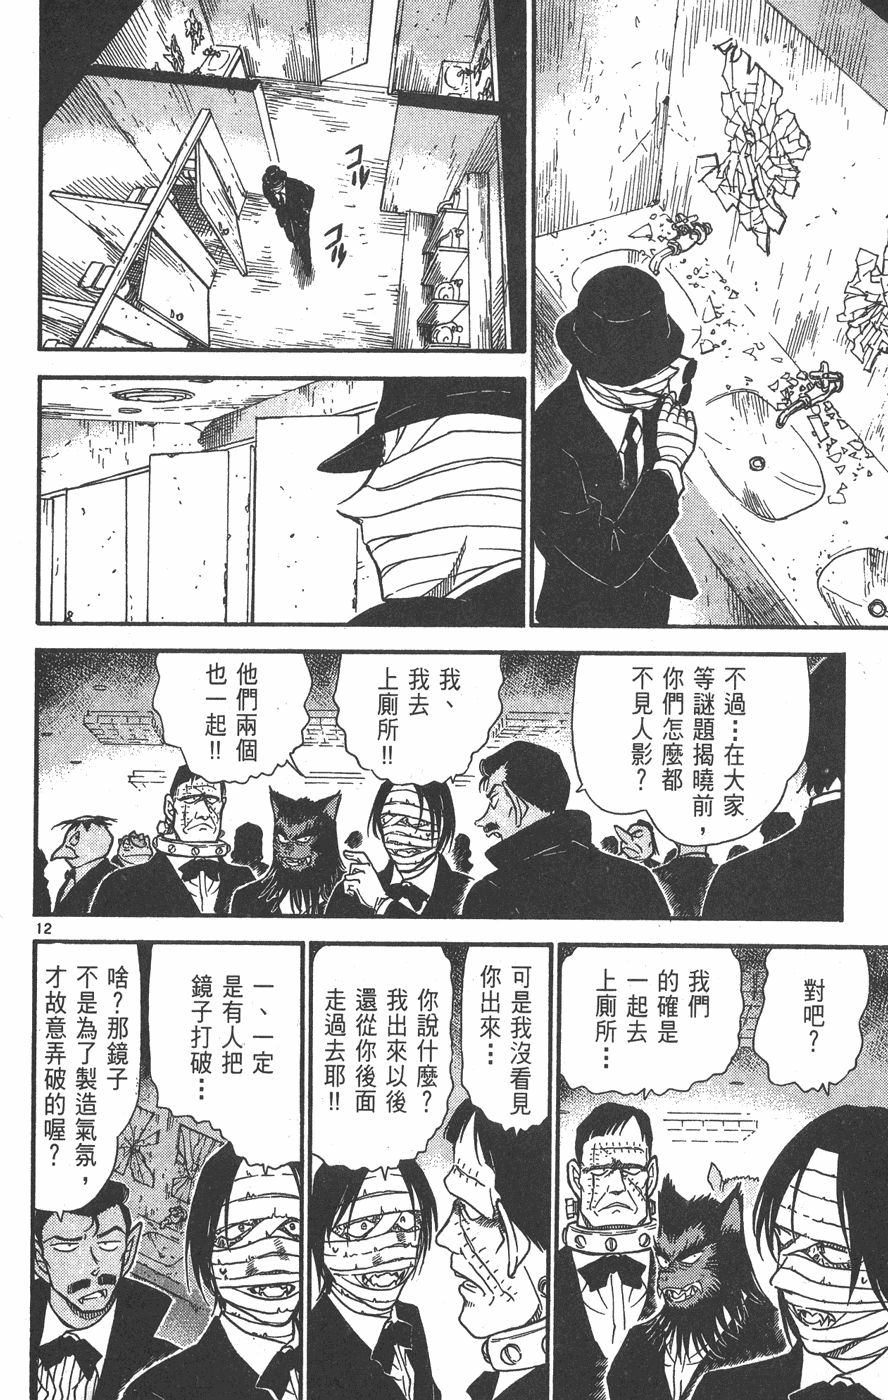 コル
コル
不過…在大家
等謎題揭曉前，
你們怎麼都
不見人影？
我、
我去
上廁所!!
他們兩個
也一起!!
12
對吧？
我們
的確是
一起去
上廁所…
可是我沒看見
你出來…
你說什麼？
我出來以後
還從你後面
走過去耶!!
一、一定
是有人把
鏡子打破…
啥？那鏡子
不是為了製造氣氛，
才故意弄破的喔？